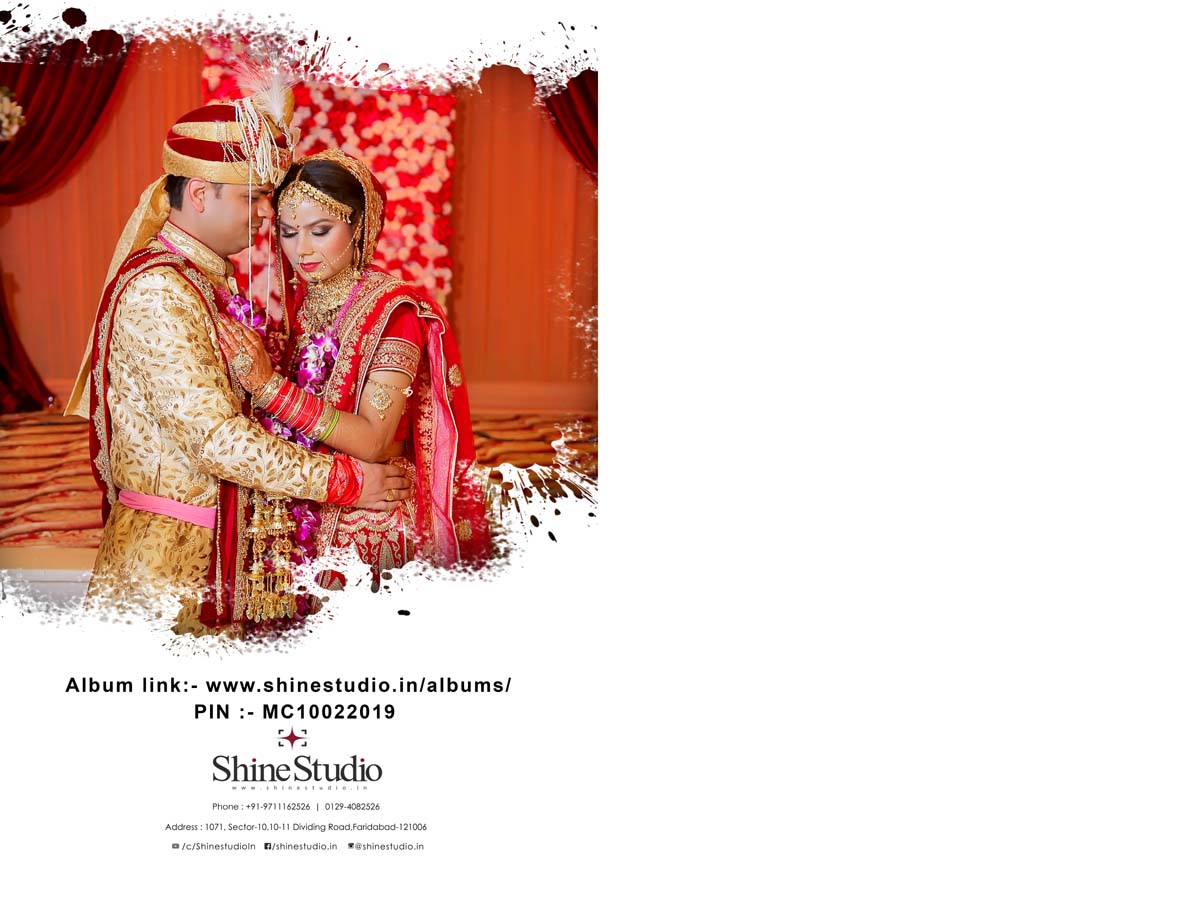 Album link:- www.shinestudio.in/albums/
PIN :- MC10022019
Shine Studio
www.shinestudio.in
Phone : +91-9711162526 | 0129-4082526
Address : 1071, Sector-10,10-11 Dividing Road,Faridabad-121006
/c/ShinestudioIn /shinestudio.in @shinestudio.in